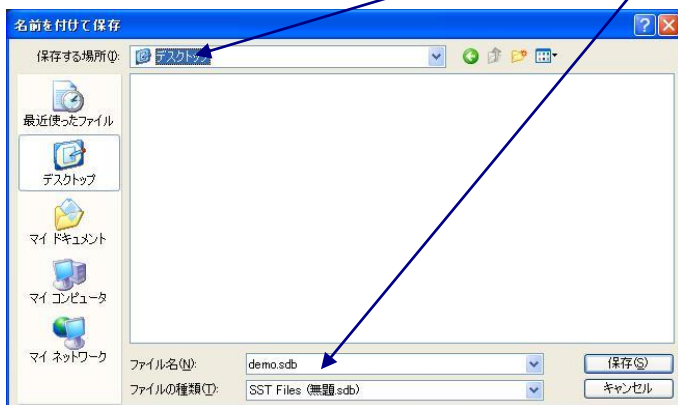 名前を付けて保存
保存する場所(I):
デスクトップ
最近使ったファイル
デスクトップ
マイ ドキュメント
マイ コンピュータ
マイ ネットワーク
ファイル名(N): demo.sdb 保存(S)
ファイルの種類(T): SST Files (無題.sdb) キャンセル